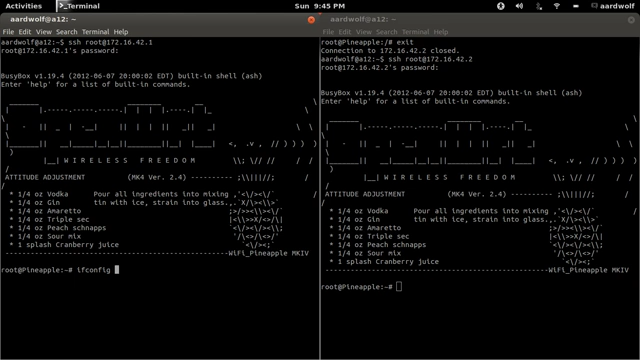 Activities
Terminal
Sun 9:45 PM
aardwolf
aardwolf@a12: ~
File Edit View Search Terminal Help
aardwolf@a12:~$ ssh root@172.16.42.1
root@172.16.42.1's password:
BusyBox v1.19.4 (2012-06-07 20:00:02 EDT) built-in shell (ash)
Enter 'help' for a list of built-in commands.
W I R E L E S S F R E E D O M
ATTITUDE ADJUSTMENT (MK4 Ver. 2.4)
* 1/4 oz Vodka Pour all ingredients into mixing
* 1/4 oz Gin tin with ice, strain into glass.
* 1/4 oz Amaretto
* 1/4 oz Triple sec
* 1/4 oz Peach schnapps
* 1/4 oz Sour mix
* 1 splash Cranberry juice
WiFi_Pineapple MKIV
root@Pineapple:~# ifconfig
aardwolf@a12: ~
File Edit View Search Terminal Help
root@Pineapple:/# exit
Connection to 172.16.42.2 closed.
aardwolf@a12:~$ ssh root@172.16.42.2
root@172.16.42.2's password:
BusyBox v1.19.4 (2012-06-07 20:00:02 EDT) built-in shell (ash)
Enter 'help' for a list of built-in commands.
W I R E L E S S F R E E D O M
ATTITUDE ADJUSTMENT (MK4 Ver. 2.4)
* 1/4 oz Vodka Pour all ingredients into mixing
* 1/4 oz Gin tin with ice, strain into glass.
* 1/4 oz Amaretto
* 1/4 oz Triple sec
* 1/4 oz Peach schnapps
* 1/4 oz Sour mix
* 1 splash Cranberry juice
WiFi_Pineapple MKIV
root@Pineapple:~#